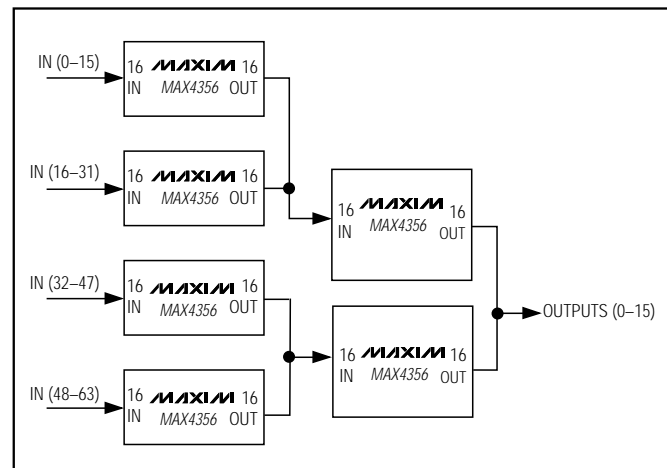 IN (0–15)
16 MAXIM 16
IN MAX4356 OUT
IN (16–31)
16 MAXIM 16
IN MAX4356 OUT
16 MAXIM 16
IN MAX4356 OUT
IN (32–47)
16 MAXIM 16
IN MAX4356 OUT
OUTPUTS (0–15)
16 MAXIM 16
IN MAX4356 OUT
IN (48–63)
16 MAXIM 16
IN MAX4356 OUT